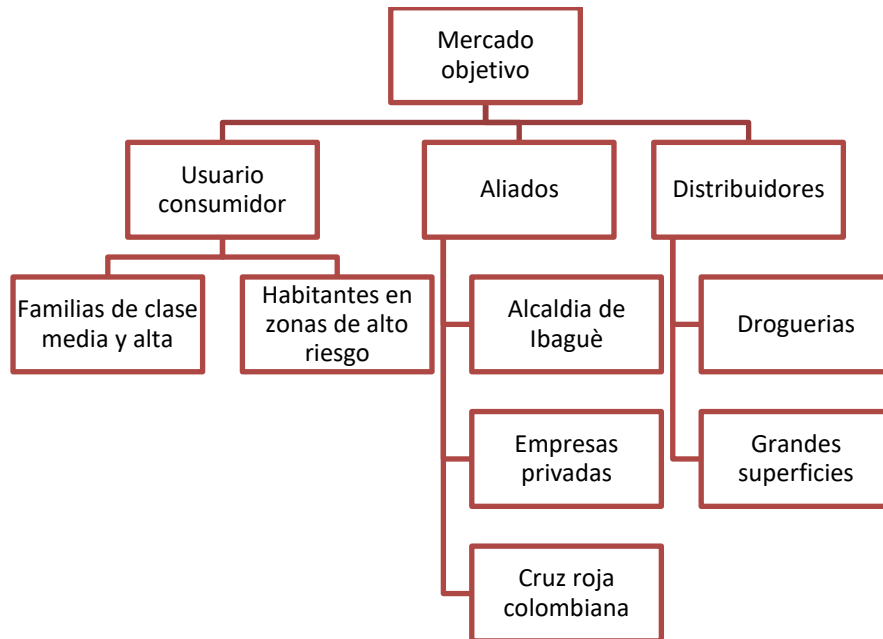 Mercado
objetivo
Usuario
consumidor
Aliados
Distribuidores
Familias de clase
media y alta
Habitantes en
zonas de alto
riesgo
Alcaldia de
Ibaguè
Droguerias
Empresas
privadas
Grandes
superficies
Cruz roja
colombiana